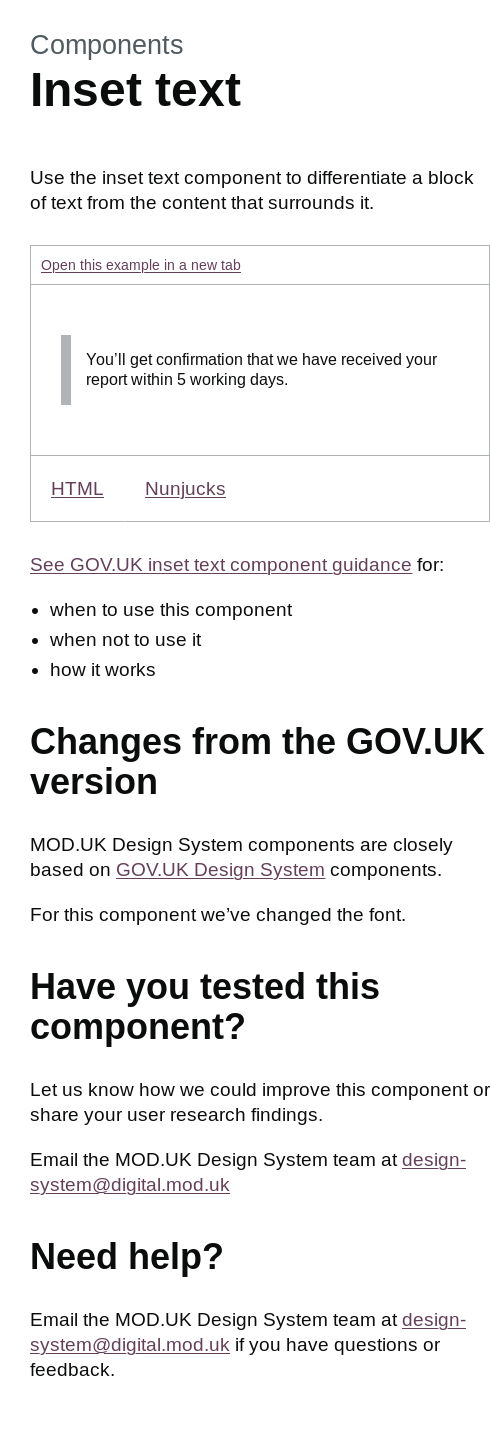 Components
Inset text
Use the inset text component to differentiate a block
of text from the content that surrounds it.
Open this example in a new tab
You’ll get confirmation that we have received your
report within 5 working days.
HTML Nunjucks
See GOV.UK inset text component guidance for:
• when to use this component
• when not to use it
• how it works
Changes from the GOV.UK
version
MOD.UK Design System components are closely
based on GOV.UK Design System components.
For this component we’ve changed the font.
Have you tested this
component?
Let us know how we could improve this component or
share your user research findings.
Email the MOD.UK Design System team at design-
system@digital.mod.uk
Need help?
Email the MOD.UK Design System team at design-
system@digital.mod.uk if you have questions or
feedback.